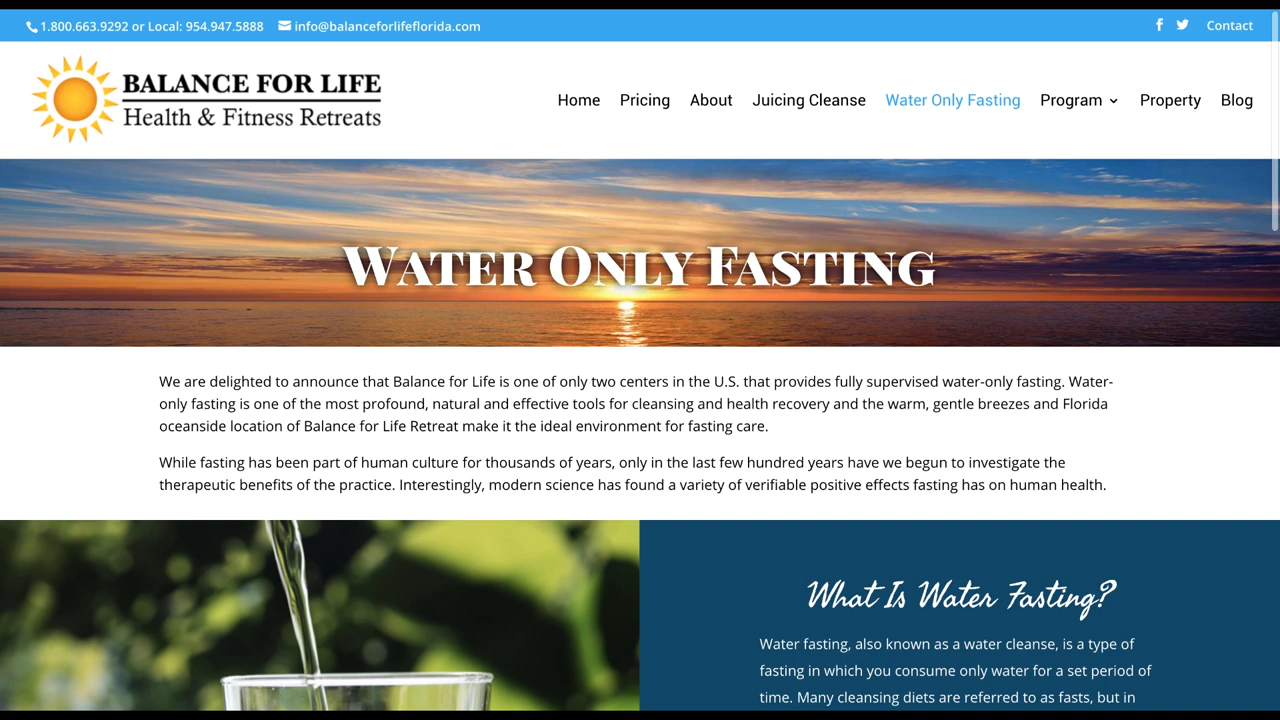 1.800.663.9292 or Local: 954.947.5888 info@balanceforlifeflorida.com Contact
BALANCE FOR LIFE
Health & Fitness Retreats
Home Pricing About Juicing Cleanse Water Only Fasting Program Property Blog
Water Only Fasting
We are delighted to announce that Balance for Life is one of only two centers in the U.S. that provides fully supervised water-only fasting. Water-
only fasting is one of the most profound, natural and effective tools for cleansing and health recovery and the warm, gentle breezes and Florida
oceanside location of Balance for Life Retreat make it the ideal environment for fasting care.
While fasting has been part of human culture for thousands of years, only in the last few hundred years have we begun to investigate the
therapeutic benefits of the practice. Interestingly, modern science has found a variety of verifiable positive effects fasting has on human health.
What Is Water Fasting?
Water fasting, also known as a water cleanse, is a type of
fasting in which you consume only water for a set period of
time. Many cleansing diets are referred to as fasts, but in